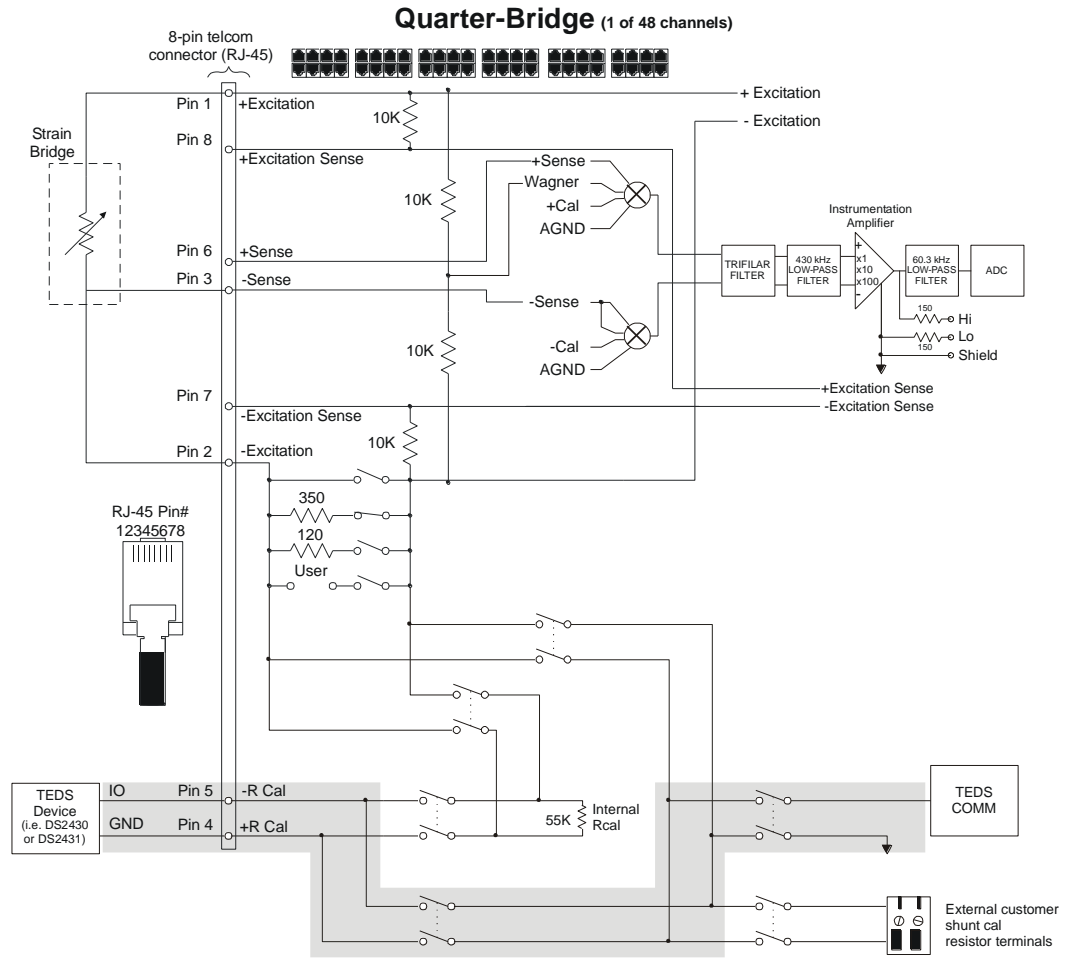 Quarter-Bridge (1 of 48 channels)
8-pin telcom
connector (RJ-45)
Pin 1
+Excitation
10K
+ Excitation
- Excitation
Strain
Bridge
Pin 8
+Excitation Sense
+Sense
Wagner
+Cal
AGND
10K
Instrumentation
Amplifier
Pin 6
+Sense
Pin 3
-Sense
TRIFILAR
FILTER
430 kHz
LOW-PASS
FILTER
+
x1
x10
x100
-
60.3 kHz
LOW-PASS
FILTER
ADC
-Sense
-Cal
AGND
150
Hi
Lo
150
Shield
10K
Pin 7
-Excitation Sense
+Excitation Sense
-Excitation Sense
10K
Pin 2
-Excitation
350
120
User
RJ-45 Pin#
12345678
TEDS
Device
(i.e. DS2430
or DS2431)
IO
Pin 5
-R Cal
GND
Pin 4
+R Cal
55K
Internal
Rcal
TEDS
COMM
External customer
shunt cal
resistor terminals